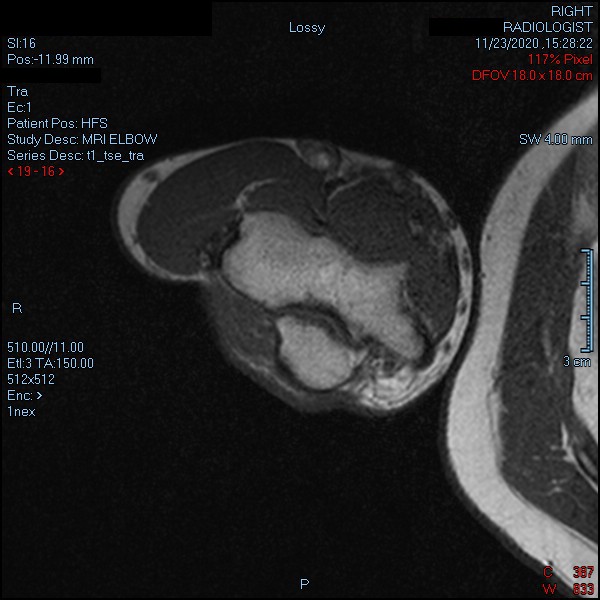 RIGHT
RADIOLOGIST
11/23/2020 ,15:28:22
117% Pixel
DFOV 18.0 x 18.0 cm
Lossy
SI:16
Pos:-11.99 mm
Tra
Ec:1
Patient Pos: HFS
Study Desc: MRI ELBOW
Series Desc: t1_tse_tra
< 19 - 16 >
SW 4.00 mm
R
510.00//11.00
Etl:3 TA:150.00
512x512
Enc: >
1nex
3 cm
P
C 387
W 833